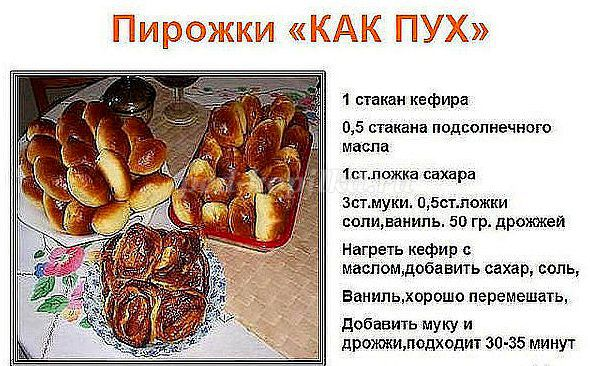 Пирожки «КАК ПУХ»
1 стакан кефира
0,5 стакана подсолнечного
масла
1ст.ложка сахара
3ст.муки. 0,5ст.ложки
соли,ваниль. 50 гр. дрожжей
Нагреть кефир с
маслом,добавить сахар, соль,
Ваниль,хорошо перемешать,
Добавить муку и
дрожжи,подходит 30-35 минут